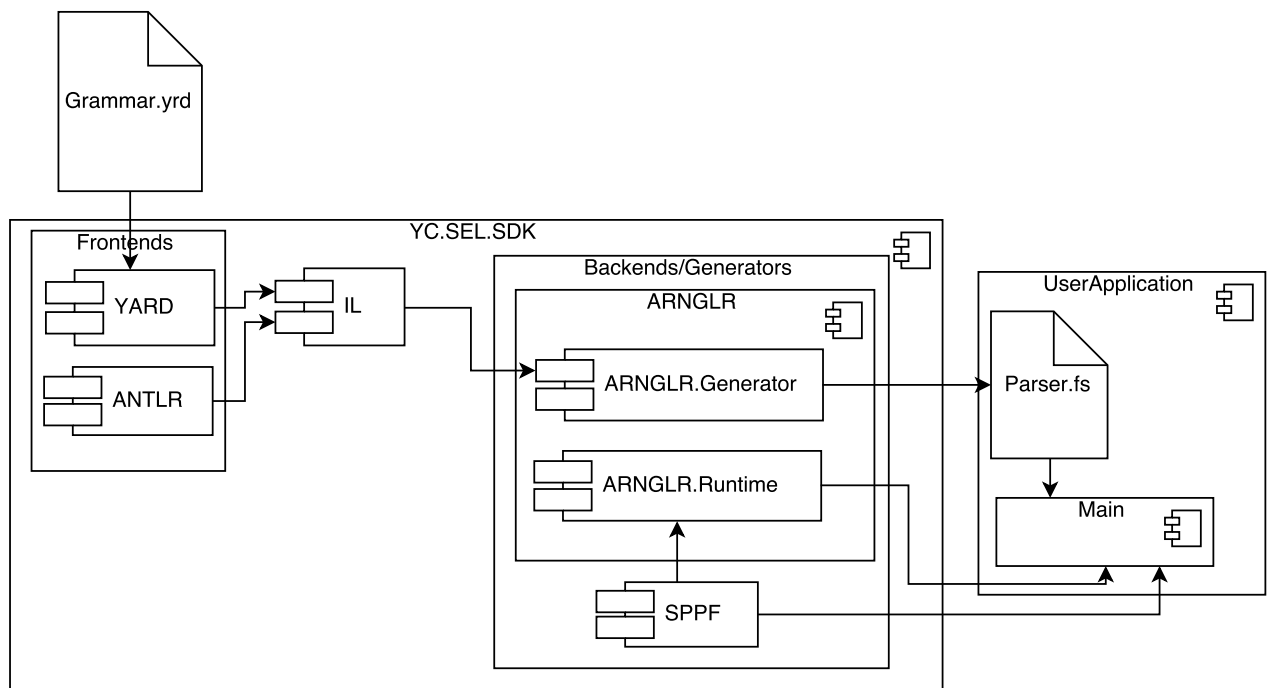 Grammar.yrd
YC.SEL.SDK
Frontends
YARD
ANTLR
IL
Backends/Generators
ARNGLR
ARNGLR.Generator
ARNGLR.Runtime
SPPF
UserApplication
Parser.fs
Main